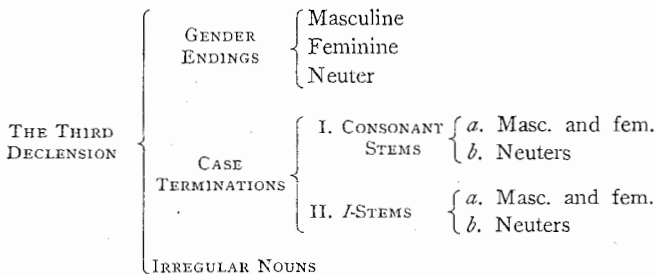 THE THIRD DECLENSION
GENDER ENDINGS
Masculine
Feminine
Neuter
CASE TERMINATIONS
I. CONSONANT STEMS
a. Masc. and fem.
b. Neuters
II. I-STEMS
a. Masc. and fem.
b. Neuters
IRREGULAR NOUNS